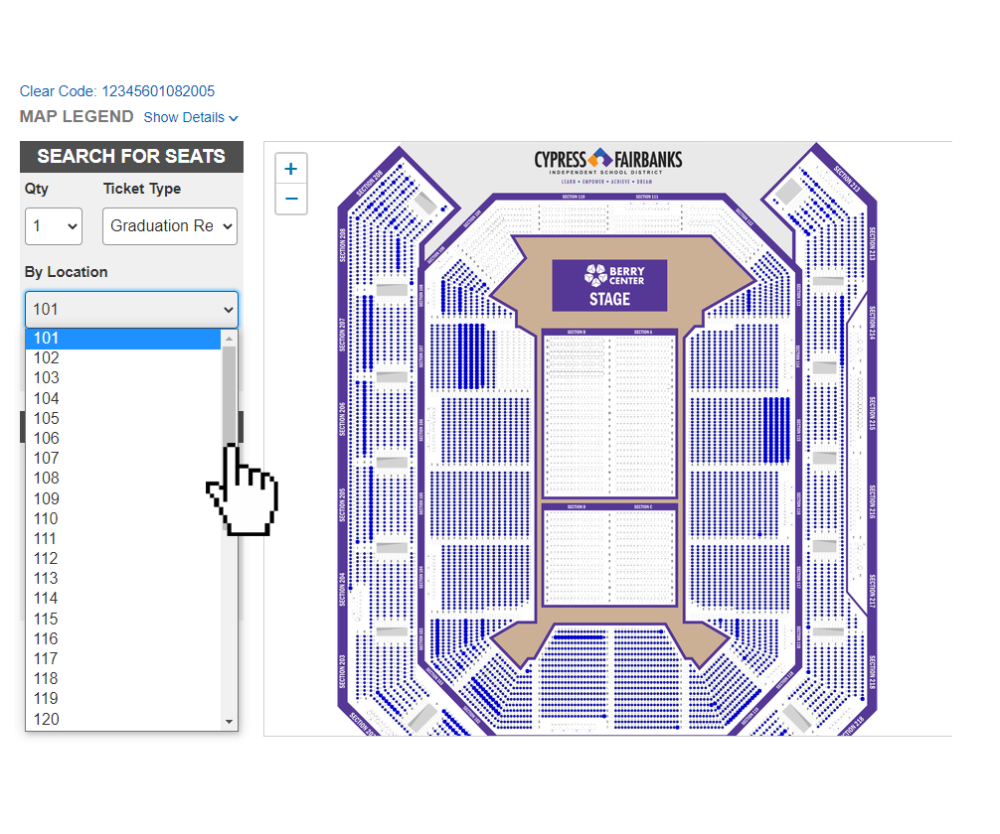 Clear Code: 12345601082005
MAP LEGEND Show Details
SEARCH FOR SEATS
Qty Ticket Type
1 Graduation Re
By Location
101
101
102
103
104
105
106
107
108
109
110
111
112
113
114
115
116
117
118
119
120
+
−
CYPRESS FAIRBANKS
INDEPENDENT SCHOOL DISTRICT
LEARN • EMPOWER • ACHIEVE • DREAM
SECTION 110 SECTION 111
BERRY
CENTER
STAGE
SECTION B SECTION A
SECTION D SECTION C
SECTION 208
SECTION 207
SECTION 206
SECTION 205
SECTION 204
SECTION 203
SECTION 213
SECTION 213
SECTION 214
SECTION 215
SECTION 216
SECTION 217
SECTION 218
SECTION 218